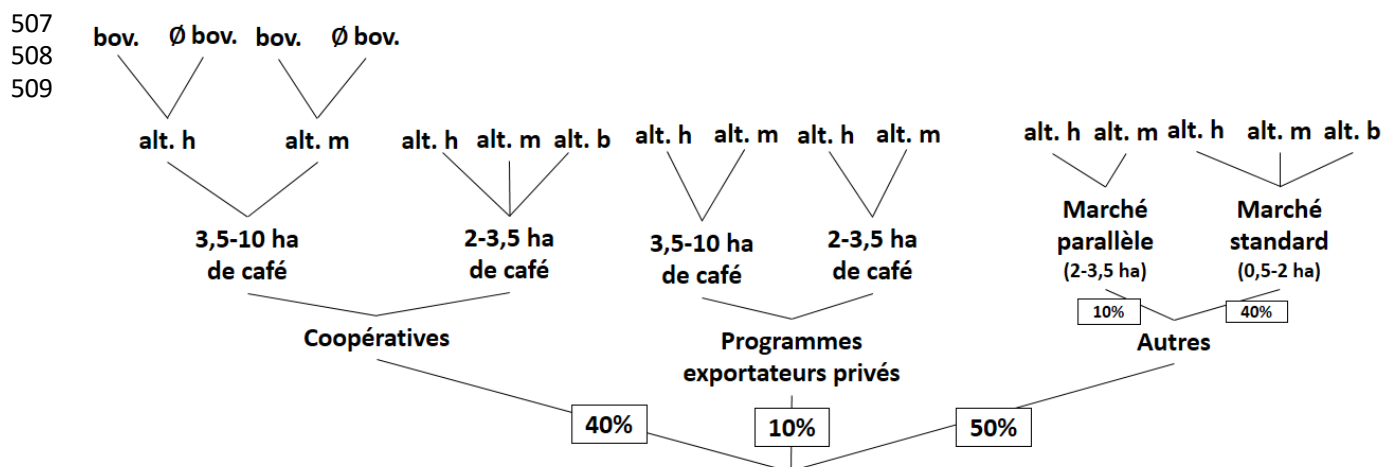 507
508
509
bov. Ø bov. bov. Ø bov.
alt. h alt. m alt. h alt. m alt. b alt. h alt. m alt. h alt. m alt. h alt. m alt. h alt. m alt. b
3,5-10 ha
de café
2-3,5 ha
de café
3,5-10 ha
de café
2-3,5 ha
de café
Marché
parallèle
(2-3,5 ha)
Marché
standard
(0,5-2 ha)
10% 40%
Coopératives
Programmes
exportateurs privés
Autres
40% 10% 50%